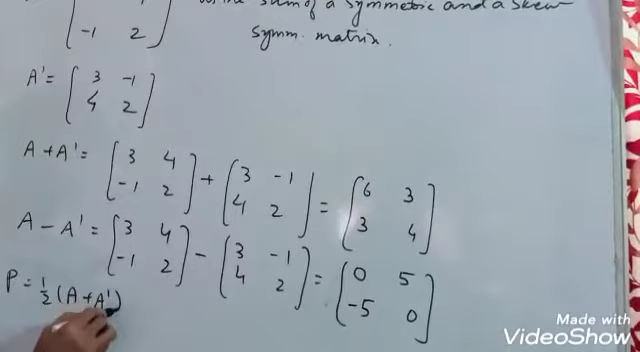 as the sum of a symmetric and a skew
-1 2 symm. matrix.
A' = [3 -1
4 2]
A + A' = [3 4
-1 2] + [3 -1
4 2] = [6 3
3 4]
A - A' = [3 4
-1 2] - [3 -1
4 2] = [0 5
-5 0]
P = 1/2 (A + A')
Made with
VideoShow